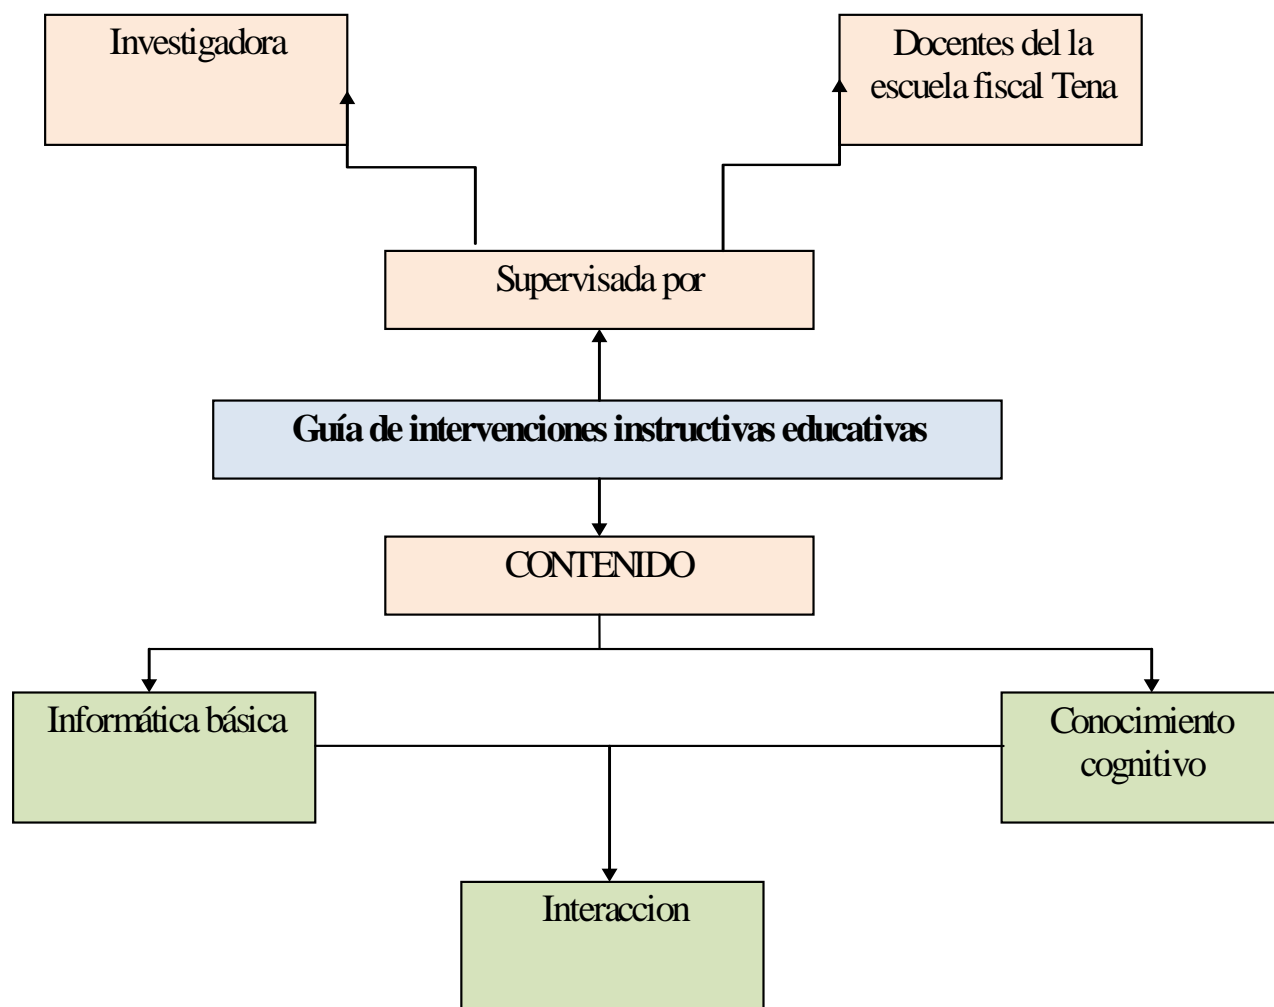 Investigadora
Docentes del la
escuela fiscal Tena
Supervisada por
Guía de intervenciones instructivas educativas
CONTENIDO
Informática básica
Conocimiento
cognitivo
Interaccion